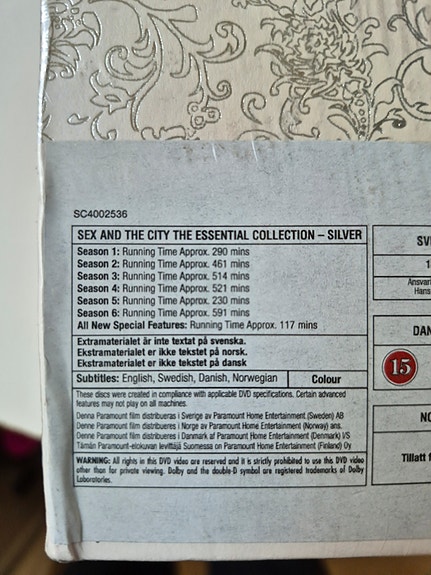 SC4002536
SEX AND THE CITY THE ESSENTIAL COLLECTION – SILVER
Season 1: Running Time Approx. 290 mins
Season 2: Running Time Approx. 461 mins
Season 3: Running Time Approx. 514 mins
Season 4: Running Time Approx. 521 mins
Season 5: Running Time Approx. 230 mins
Season 6: Running Time Approx. 591 mins
All New Special Features: Running Time Approx. 117 mins
Extramaterialet är inte textat på svenska.
Ekstramaterialet er ikke tekstet på norsk.
Ekstramaterialet er ikke tekstet på dansk
Subtitles: English, Swedish, Danish, Norwegian
Colour
These discs were created in compliance with applicable DVD specifications. Certain advanced
features may not play on all machines.
Denna Paramount film distribueras i Sverige av Paramount Home Entertainment (Sweden) AB
Denne Paramount film distribueres i Norge av Paramount Home Entertainment (Norway) ans.
Denne Paramount film distribueres i Danmark af Paramount Home Entertainment (Denmark) I/S
Tämän Paramount-elokuvan levittäjä Suomessa on Paramount Home Entertainment (Finland) Oy
WARNING: All rights in this DVD video are reserved and it is strictly prohibited to use this DVD video
other than for private viewing. Dolby and the double-D symbol are registered trademarks of Dolby
Laboratories.
SV
1
Ansvari
Hans
DAN
15
NO
Tillatt f